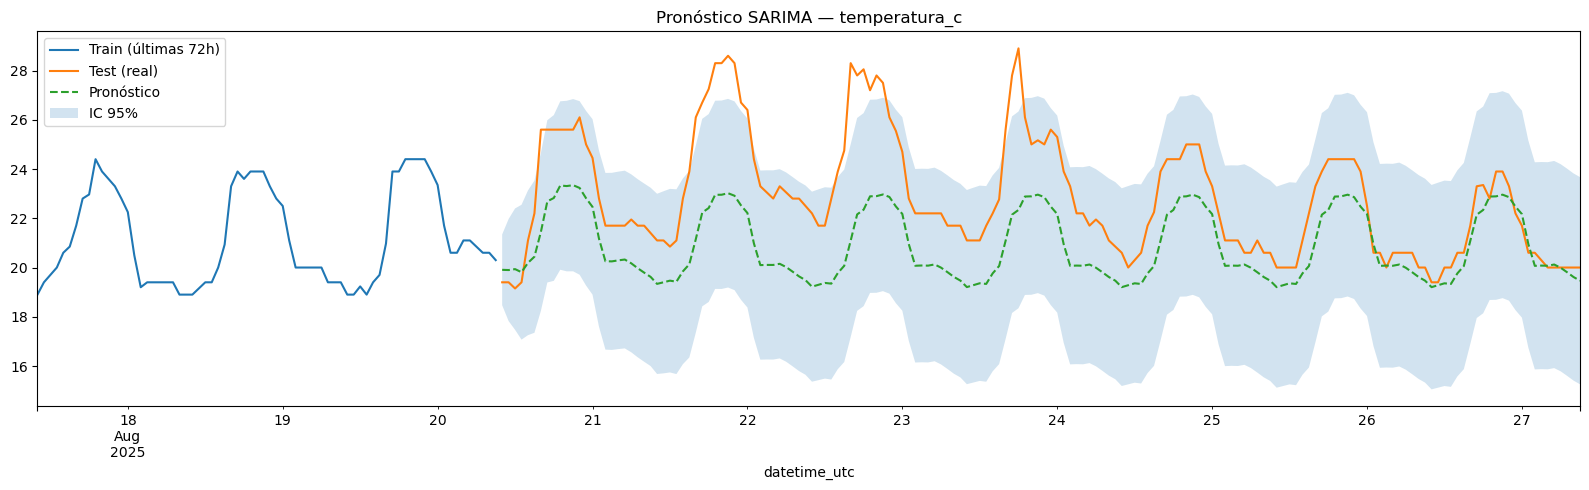 Pronóstico SARIMA — temperatura_c
Train (últimas 72h)
Test (real)
Pronóstico
IC 95%
28
26
24
22
20
18
16
18
19
20
21
22
23
24
25
26
27
Aug
2025
datetime_utc